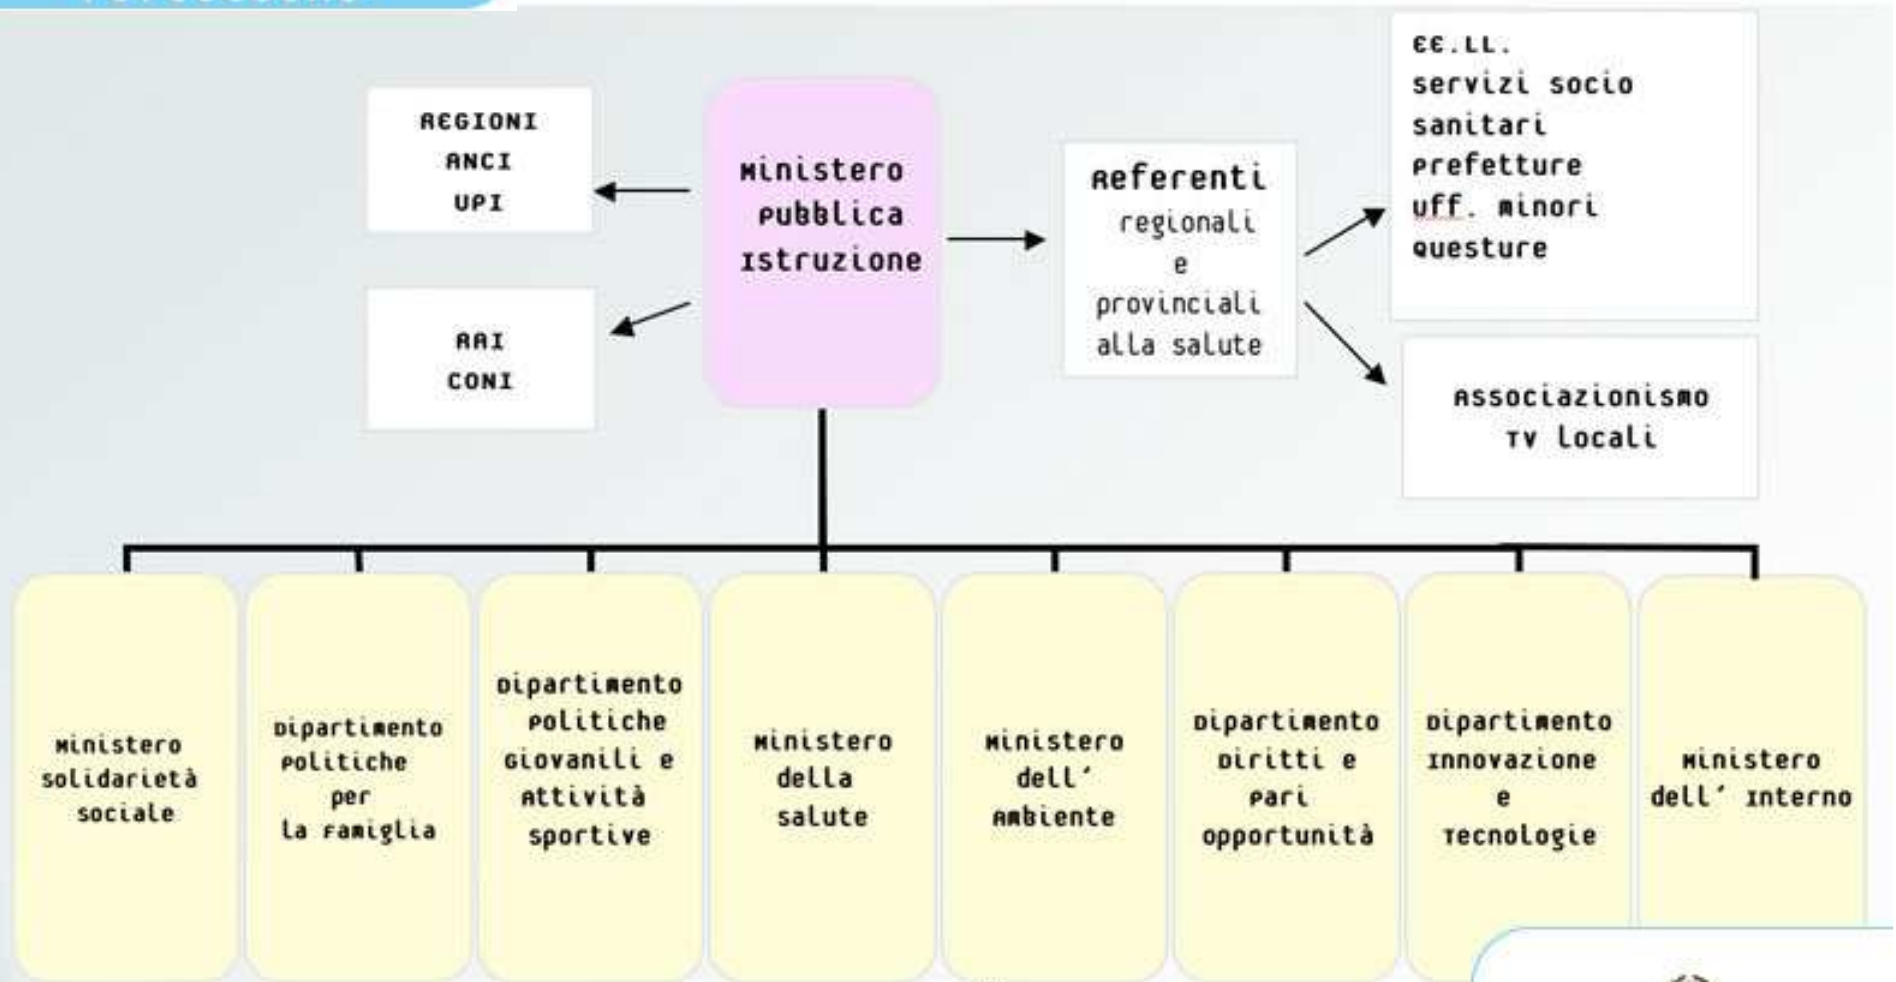 REGIONI
ANCI
UPI
RAI
CONI
Ministero
Pubblica
Istruzione
Referenti
regionali
e
provinciali
alla salute
EE.LL.
servizi socio
sanitari
Prefetture
Uff. Minori
Questure
Associazionismo
TV locali
Ministero
Solidarietà
Sociale
Dipartimento
Politiche
per
la Famiglia
Dipartimento
Politiche
Giovanili e
Attività
Sportive
Ministero
della
salute
Ministero
dell'
Ambiente
Dipartimento
Diritti e
Pari
opportunità
Dipartimento
Innovazione
e
Tecnologie
Ministero
dell' Interno